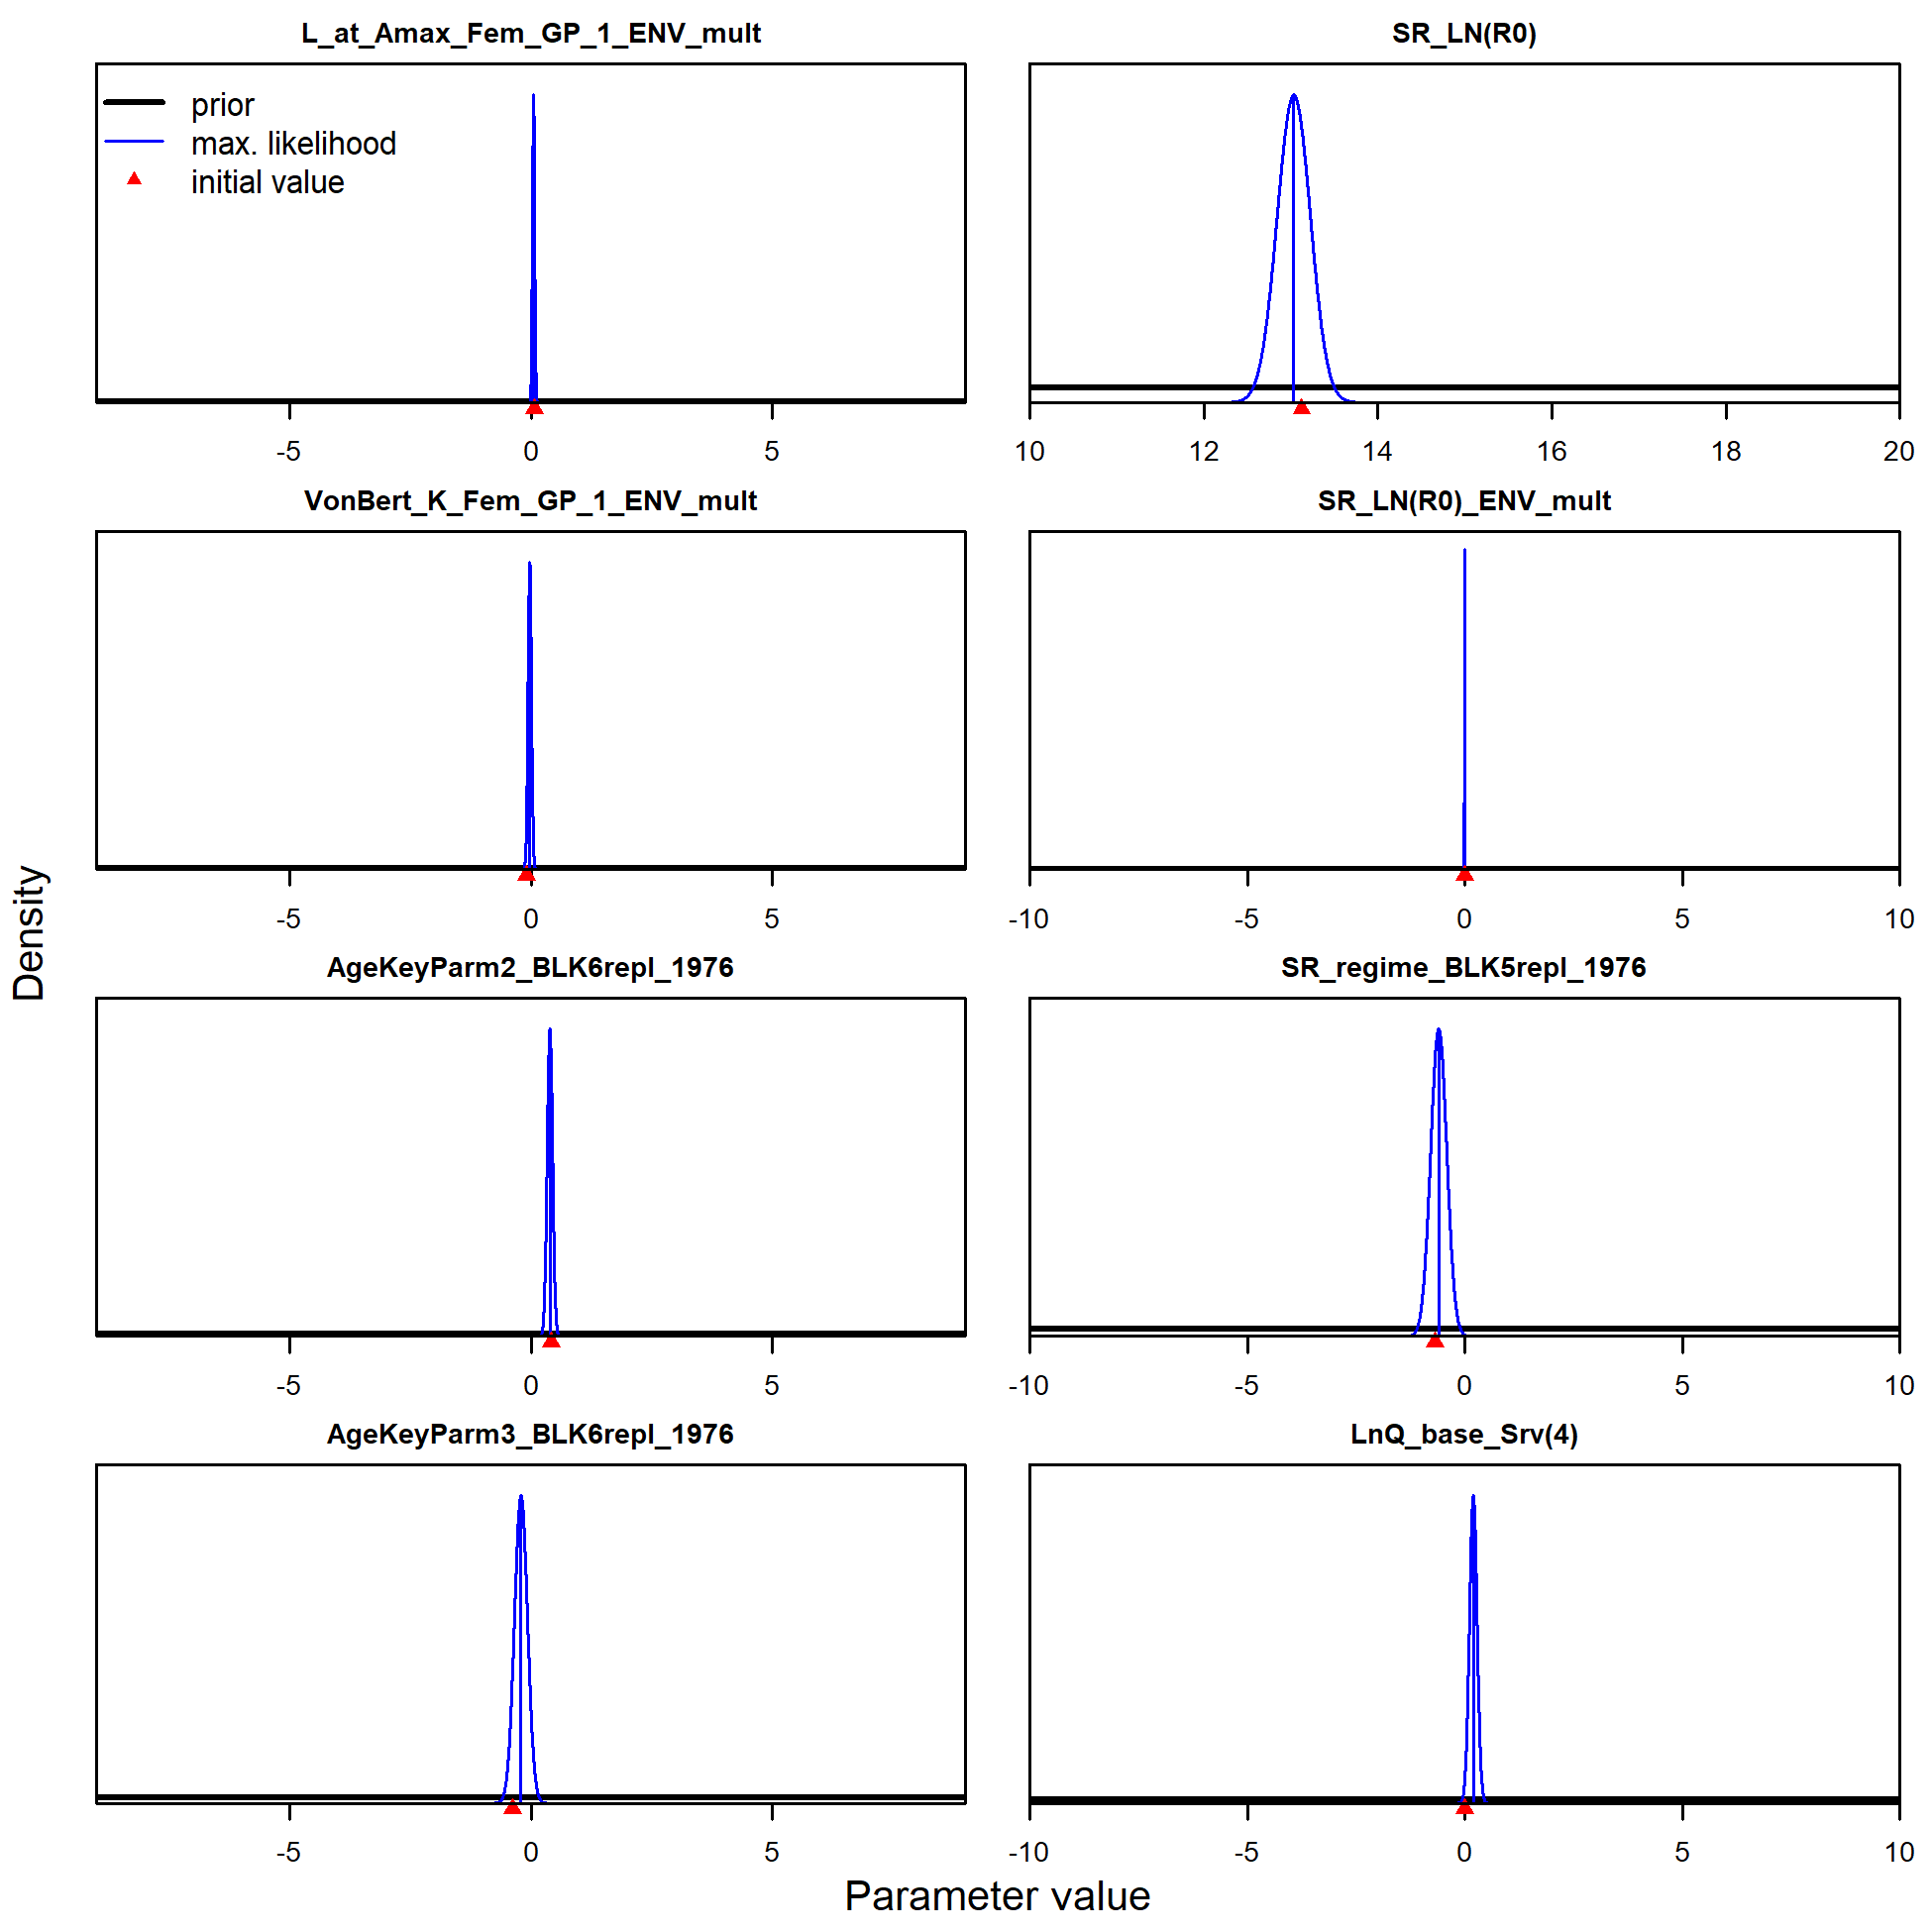 L_at_Amax_Fem_GP_1_ENV_mult
prior
max. likelihood
initial value
-5 0 5
SR_LN(R0)
10 12 14 16 18 20
VonBert_K_Fem_GP_1_ENV_mult
-5 0 5
SR_LN(R0)_ENV_mult
-10 -5 0 5 10
AgeKeyParm2_BLK6repl_1976
-5 0 5
SR_regime_BLK5repl_1976
-10 -5 0 5 10
AgeKeyParm3_BLK6repl_1976
-5 0 5
LnQ_base_Srv(4)
-10 -5 0 5 10
Density
Parameter value